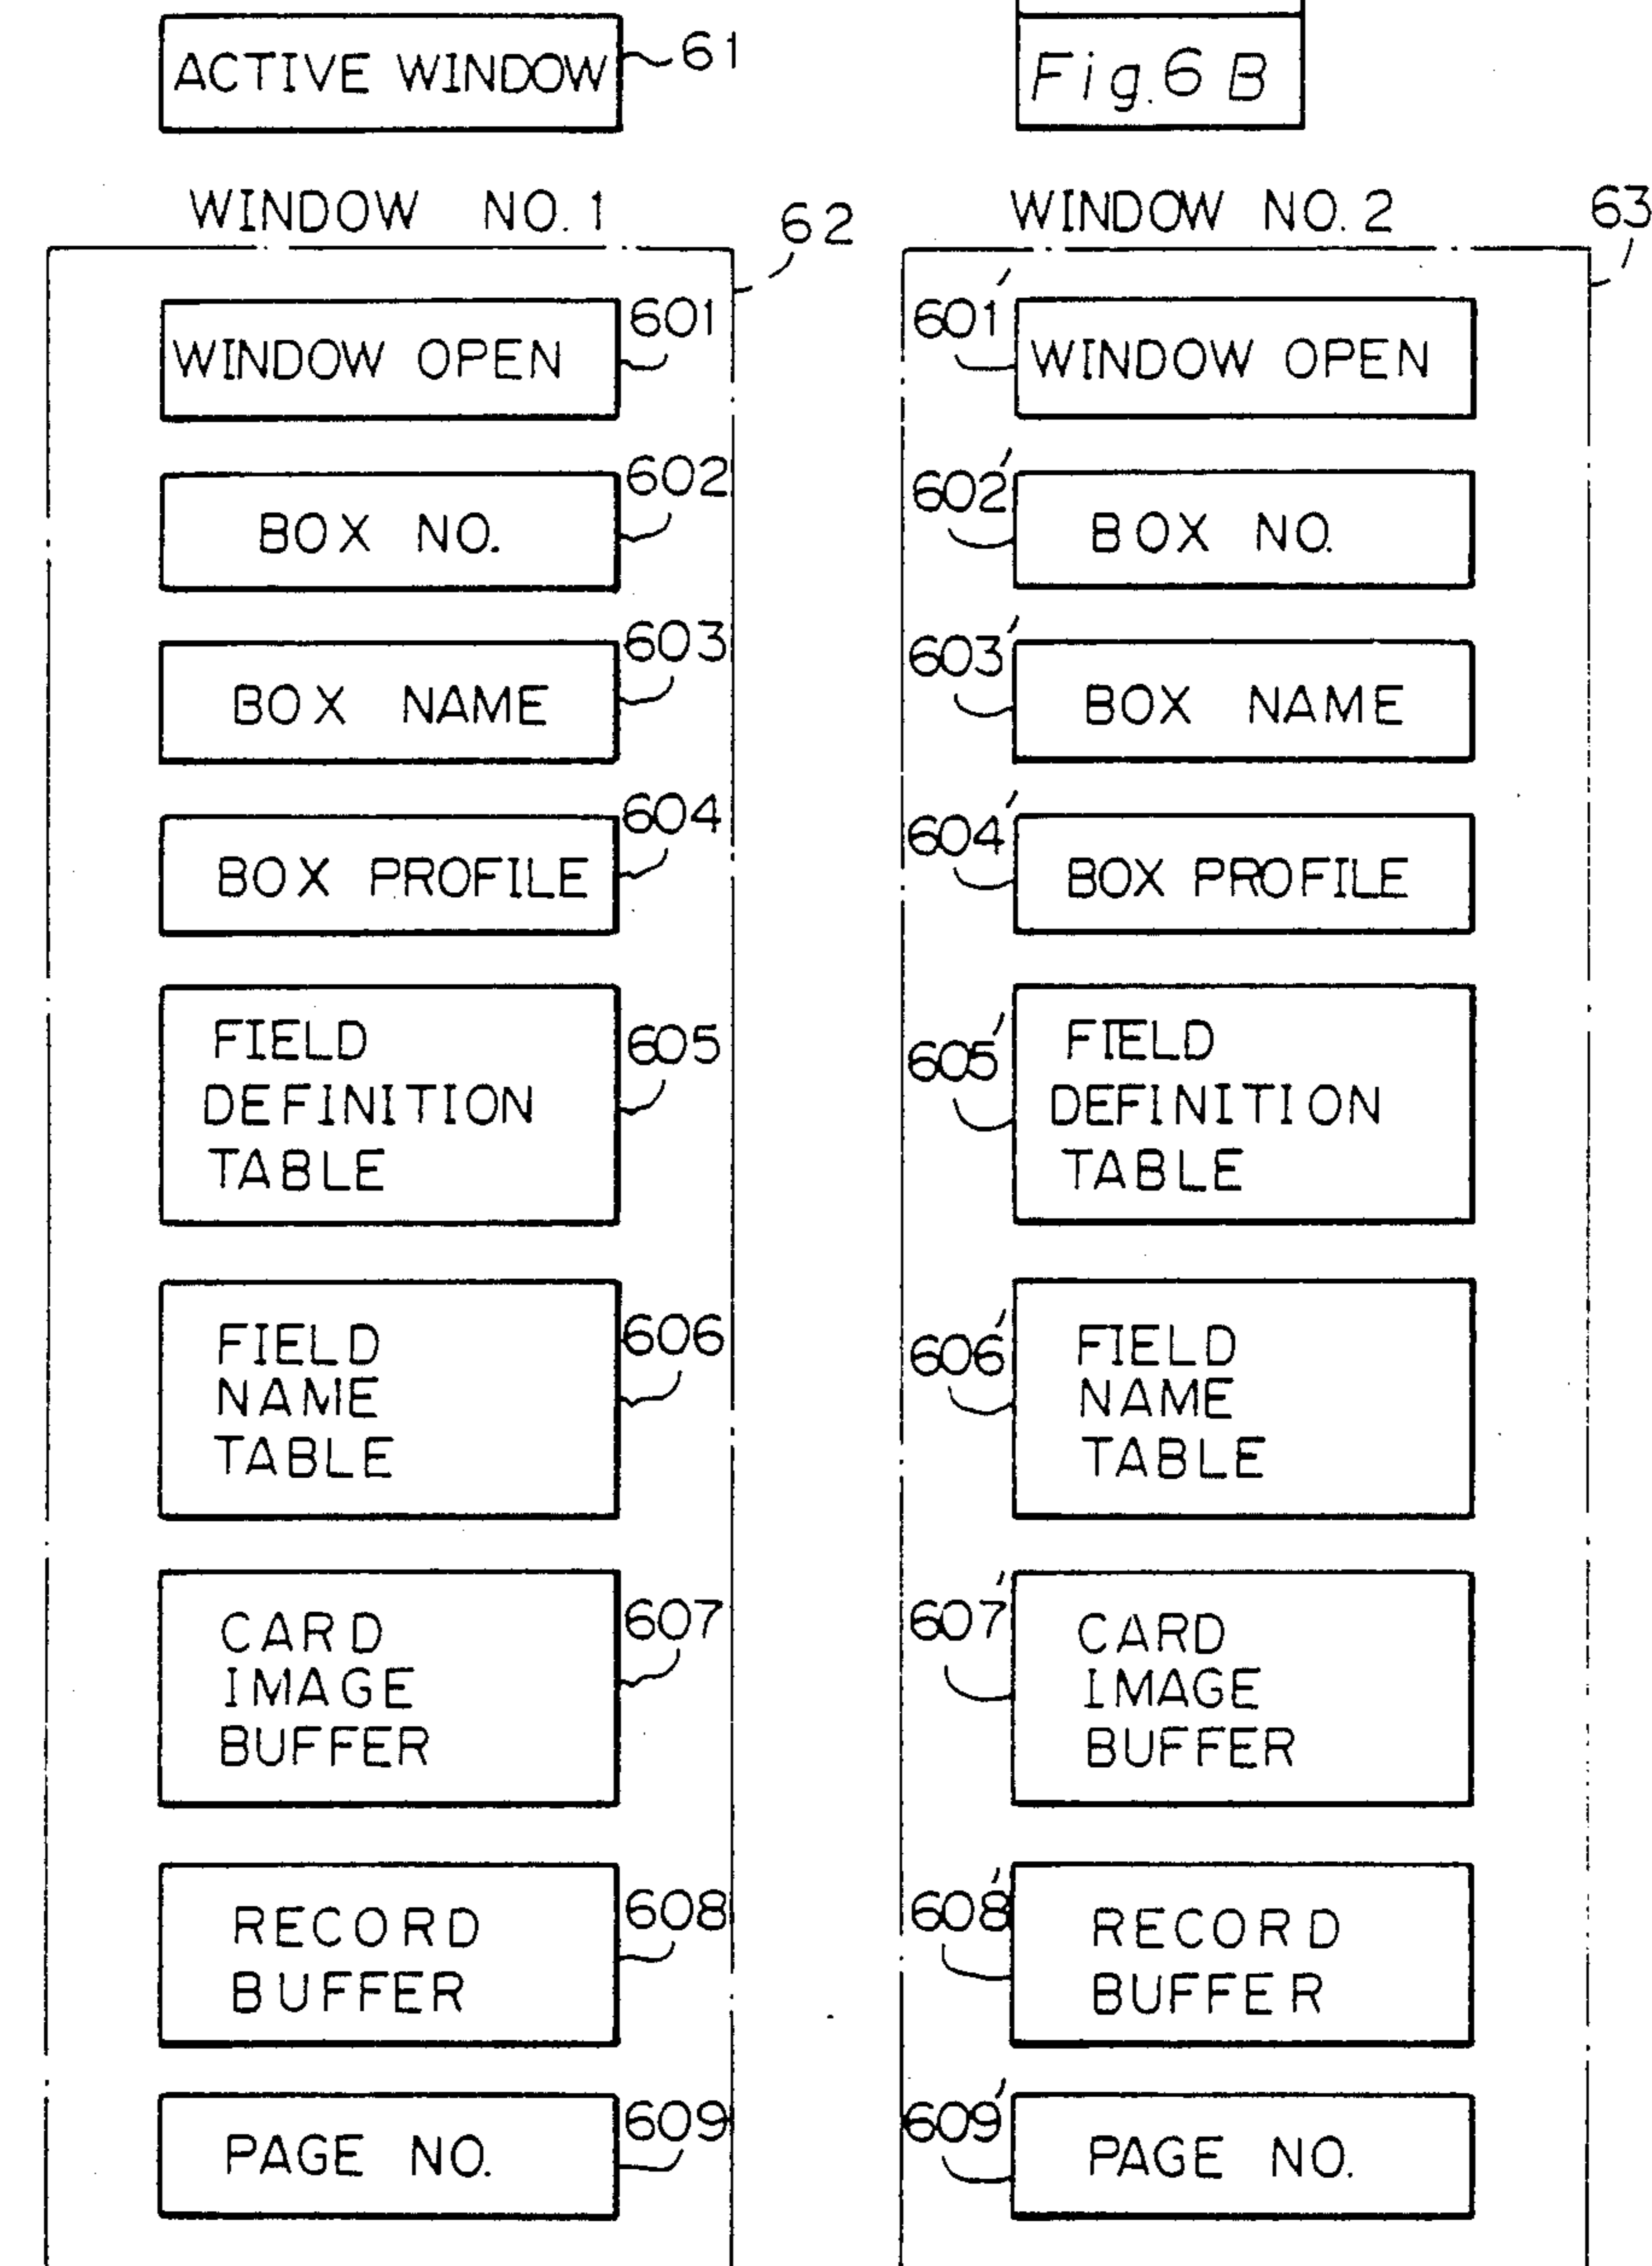 ACTIVE WINDOW
61
Fig. 6 B
WINDOW NO. 1
62
WINDOW OPEN
601
BOX NO.
602
BOX NAME
603
BOX PROFILE
604
FIELD
DEFINITION
TABLE
605
FIELD
NAME
TABLE
606
CARD
IMAGE
BUFFER
607
RECORD
BUFFER
608
PAGE NO.
609
WINDOW NO. 2
63
601'
WINDOW OPEN
602'
BOX NO.
603'
BOX NAME
604'
BOX PROFILE
605'
FIELD
DEFINITION
TABLE
606'
FIELD
NAME
TABLE
607'
CARD
IMAGE
BUFFER
608'
RECORD
BUFFER
609'
PAGE NO.